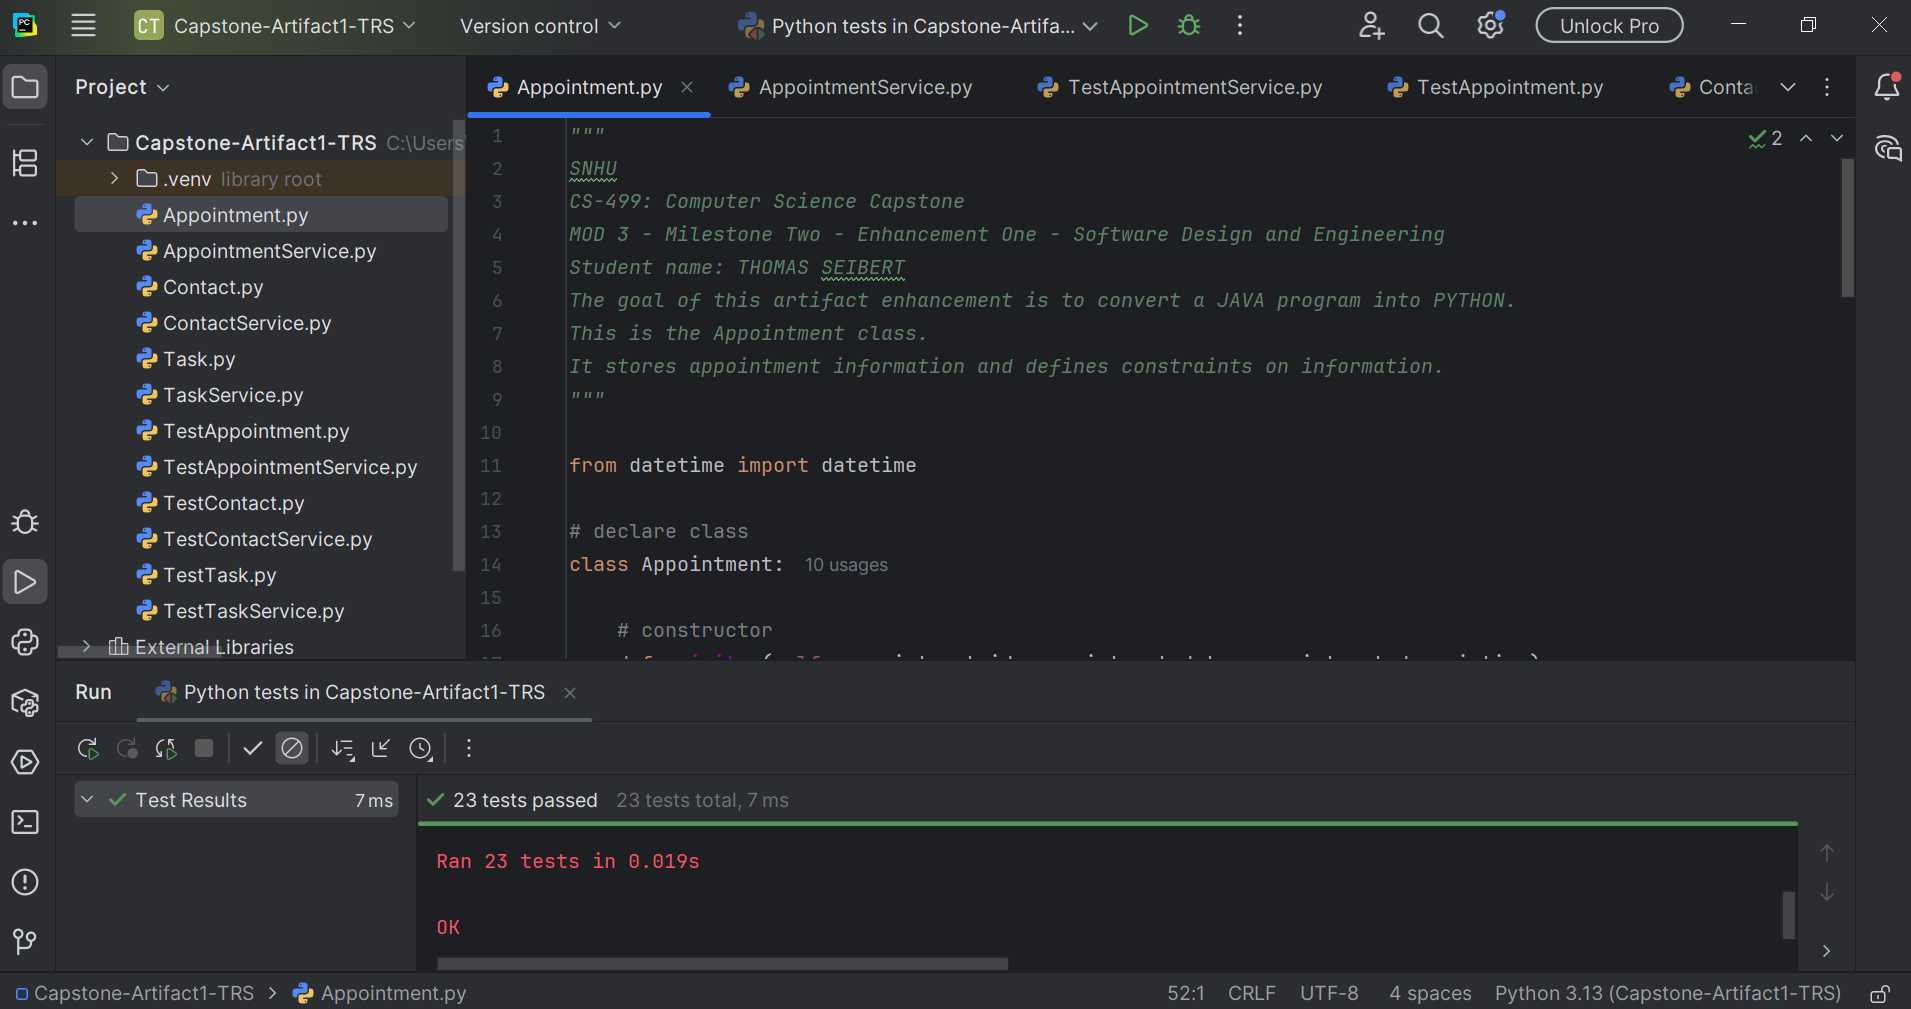 PC
CT Capstone-Artifact1-TRS Version control Python tests in Capstone-Artifa... Unlock Pro
Project
Appointment.py AppointmentService.py TestAppointmentService.py TestAppointment.py Conta
Capstone-Artifact1-TRS C:\Users
.venv library root
Appointment.py
AppointmentService.py
Contact.py
ContactService.py
Task.py
TaskService.py
TestAppointment.py
TestAppointmentService.py
TestContact.py
TestContactService.py
TestTask.py
TestTaskService.py
External Libraries
2
1 """
2 SNHU
3 CS-499: Computer Science Capstone
4 MOD 3 - Milestone Two - Enhancement One - Software Design and Engineering
5 Student name: THOMAS SEIBERT
6 The goal of this artifact enhancement is to convert a JAVA program into PYTHON.
7 This is the Appointment class.
8 It stores appointment information and defines constraints on information.
9 """
10
11 from datetime import datetime
12
13 # declare class
14 class Appointment: 10 usages
15
16 # constructor
Run Python tests in Capstone-Artifact1-TRS
Test Results 7 ms
23 tests passed 23 tests total, 7 ms
Ran 23 tests in 0.019s
OK
Capstone-Artifact1-TRS > Appointment.py 52:1 CRLF UTF-8 4 spaces Python 3.13 (Capstone-Artifact1-TRS)